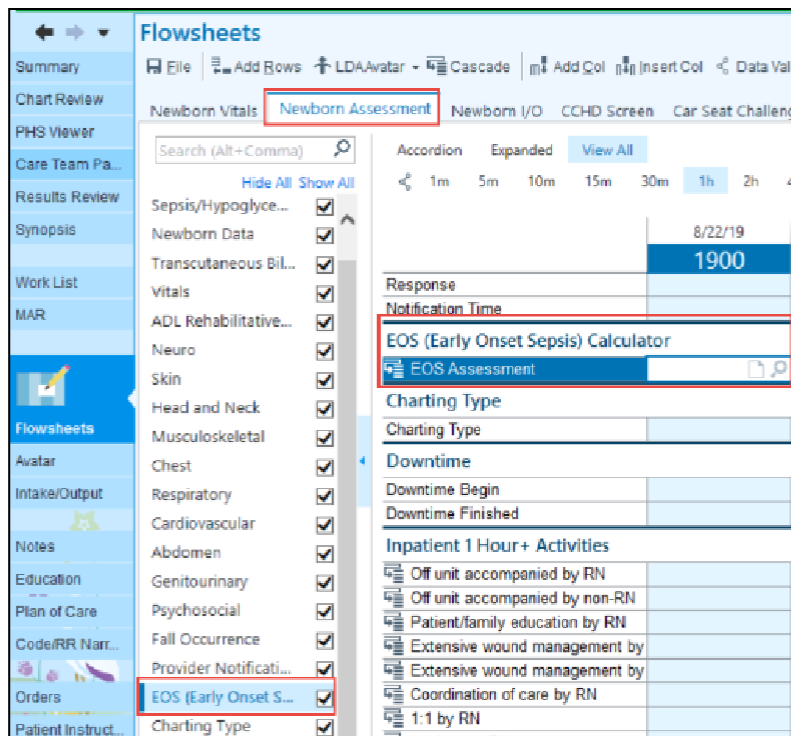 Flowsheets
File Add Rows LDAAvatar Cascade Add Col Insert Col Data Val
Newborn Vitals Newborn Assessment Newborn I/O CCHD Screen Car Seat Challeng
Summary
Chart Review
PHS Viewer
Care Team Pa...
Results Review
Synopsis
Work List
MAR
Flowsheets
Avatar
Intake/Output
Notes
Education
Plan of Care
Code/RR Narr...
Orders
Patient Instruct...
Search (Alt+Comma)
Hide All Show All
Sepsis/Hypoglyce...
Newborn Data
Transcutaneous Bil...
Vitals
ADL Rehabilitative...
Neuro
Skin
Head and Neck
Musculoskeletal
Chest
Respiratory
Cardiovascular
Abdomen
Genitourinary
Psychosocial
Fall Occurrence
Provider Notificati...
EOS (Early Onset S...
Charting Type
Accordion Expanded View All
1m 5m 10m 15m 30m 1h 2h 4
8/22/19
1900
Response
Notification Time
EOS (Early Onset Sepsis) Calculator
EOS Assessment
Charting Type
Charting Type
Downtime
Downtime Begin
Downtime Finished
Inpatient 1 Hour+ Activities
Off unit accompanied by RN
Off unit accompanied by non-RN
Patient/family education by RN
Extensive wound management by
Extensive wound management by
Coordination of care by RN
1:1 by RN